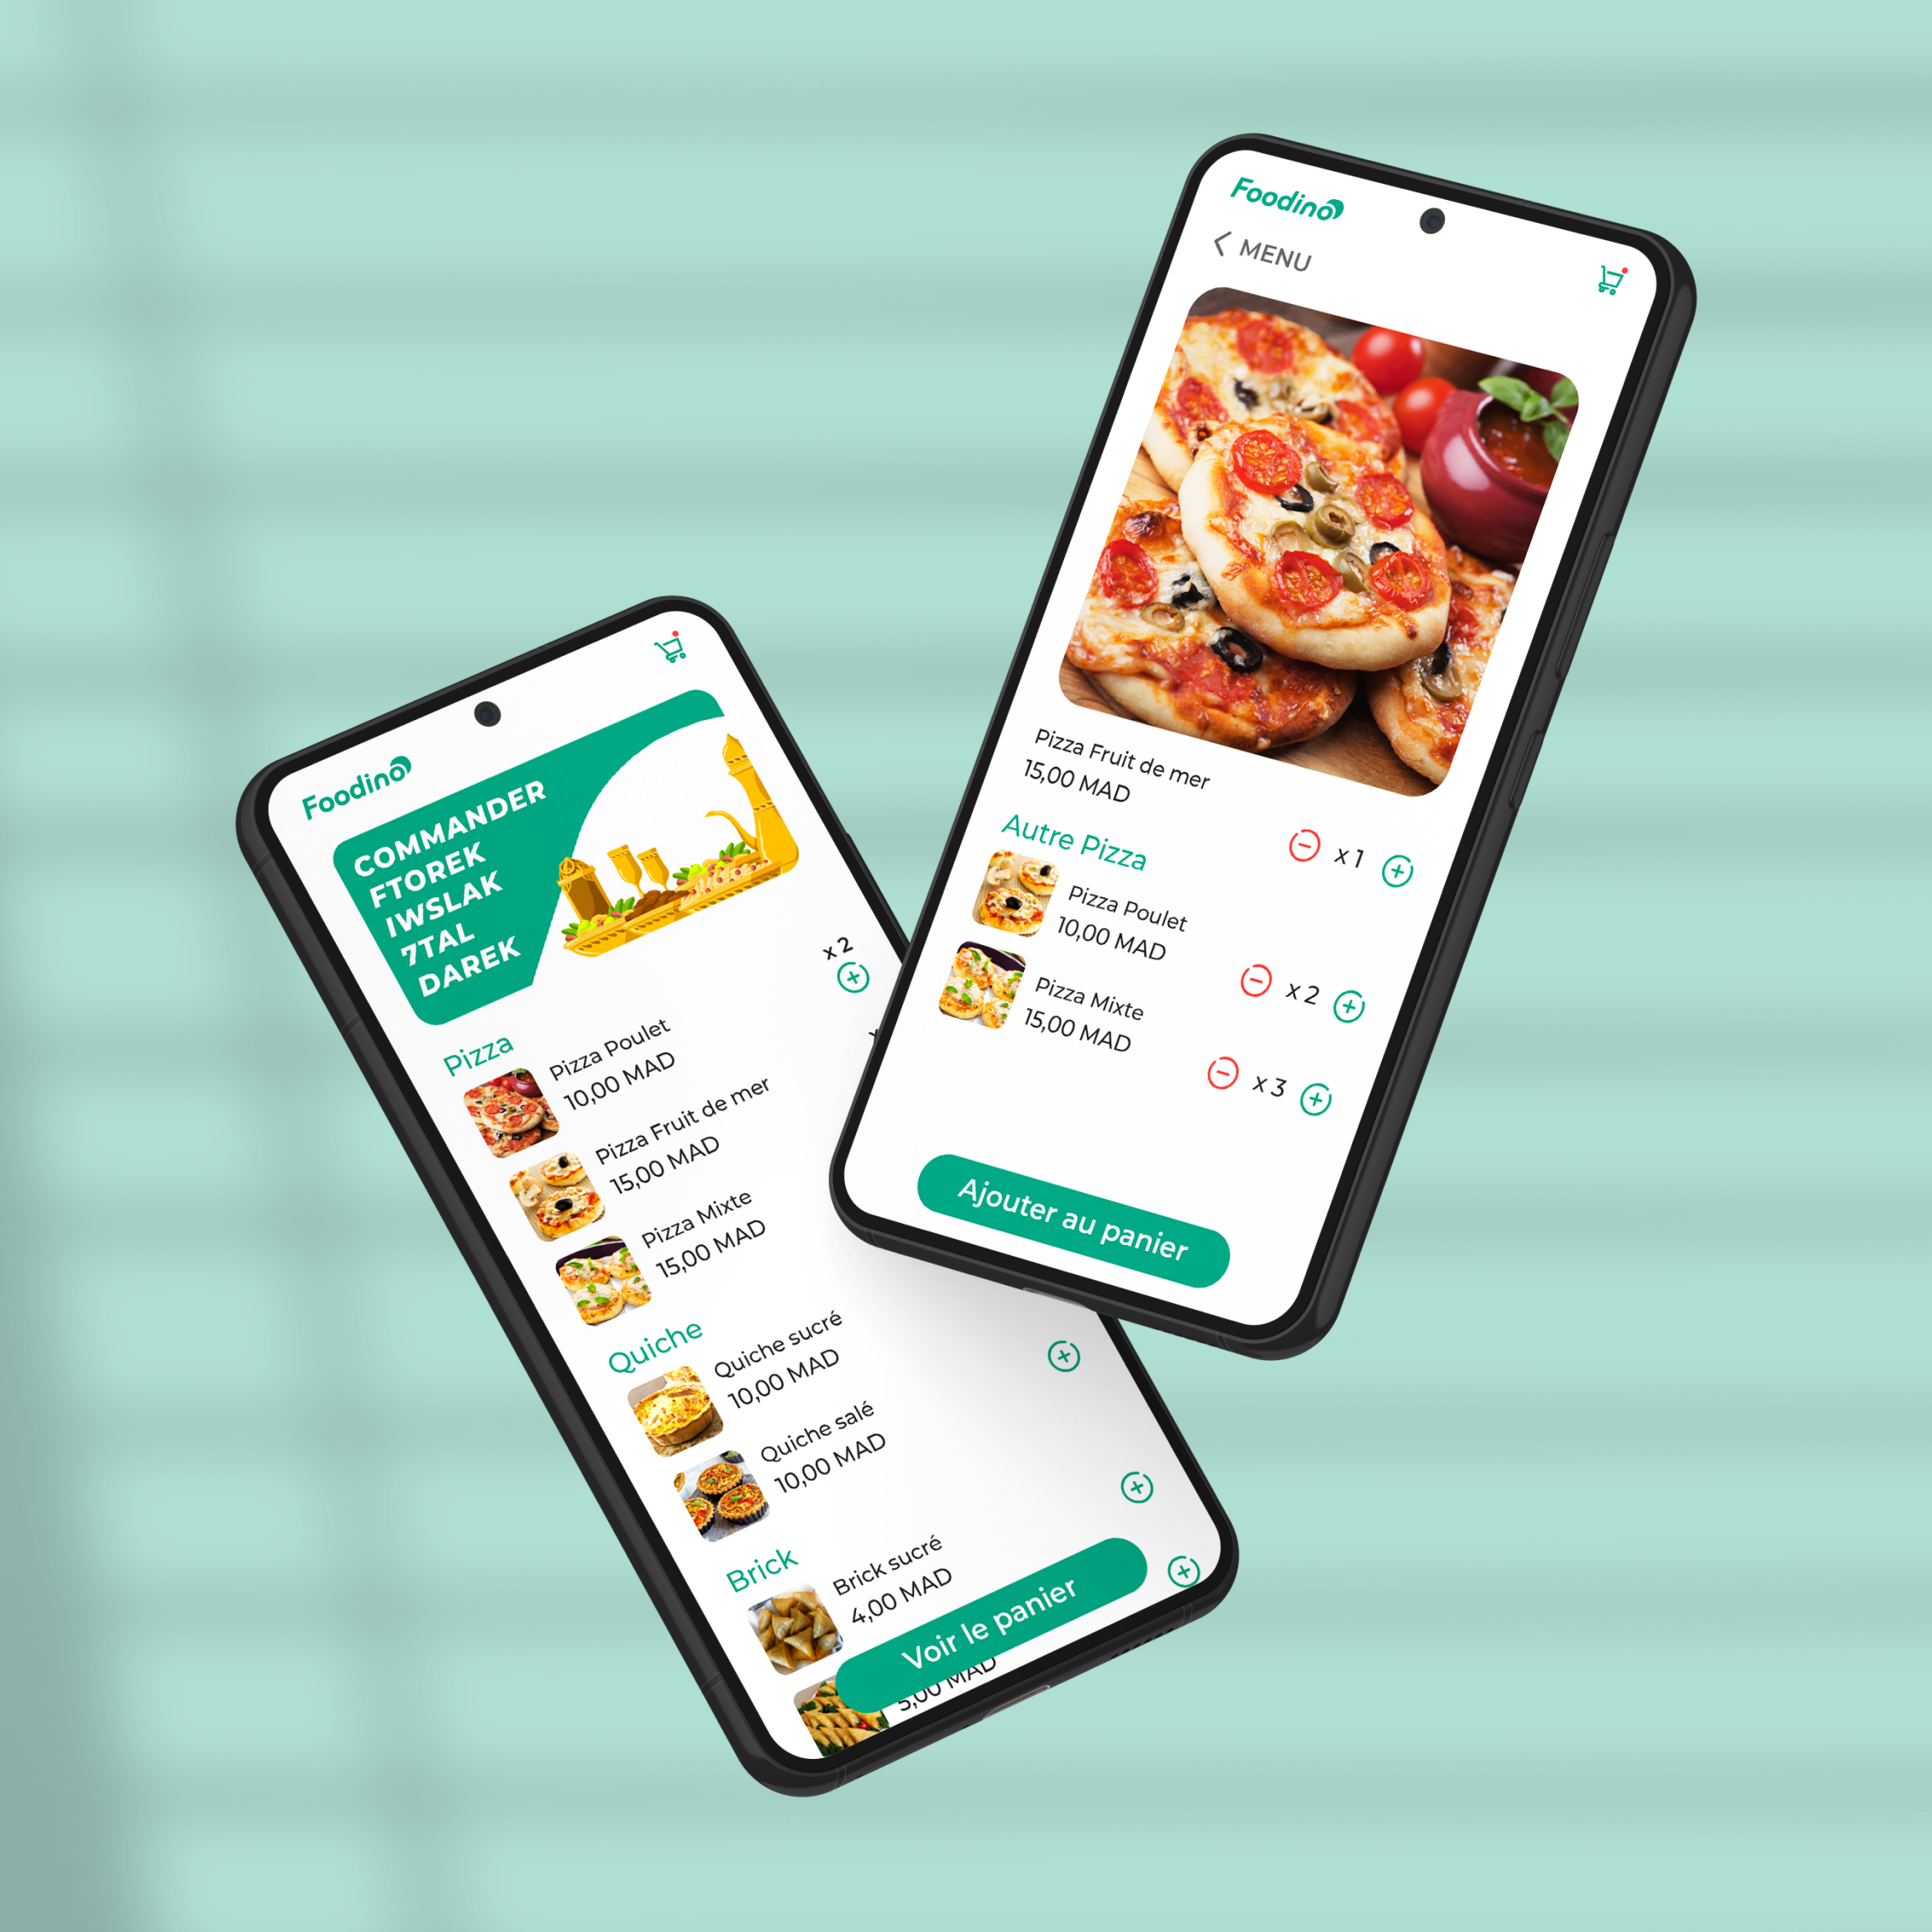 Foodino
COMMANDER
FTOREK
IWSLAK
7TAL
DAREK
x 2
Pizza
Pizza Poulet
10,00 MAD
Pizza Fruit de mer
15,00 MAD
Pizza Mixte
15,00 MAD
Quiche
Quiche sucré
10,00 MAD
Quiche salé
10,00 MAD
Brick
Brick sucré
4,00 MAD
5,00 MAD
Voir le panier
Foodino
MENU
Pizza Fruit de mer
15,00 MAD
x 1
Autre Pizza
Pizza Poulet
10,00 MAD
x 2
Pizza Mixte
15,00 MAD
x 3
Ajouter au panier